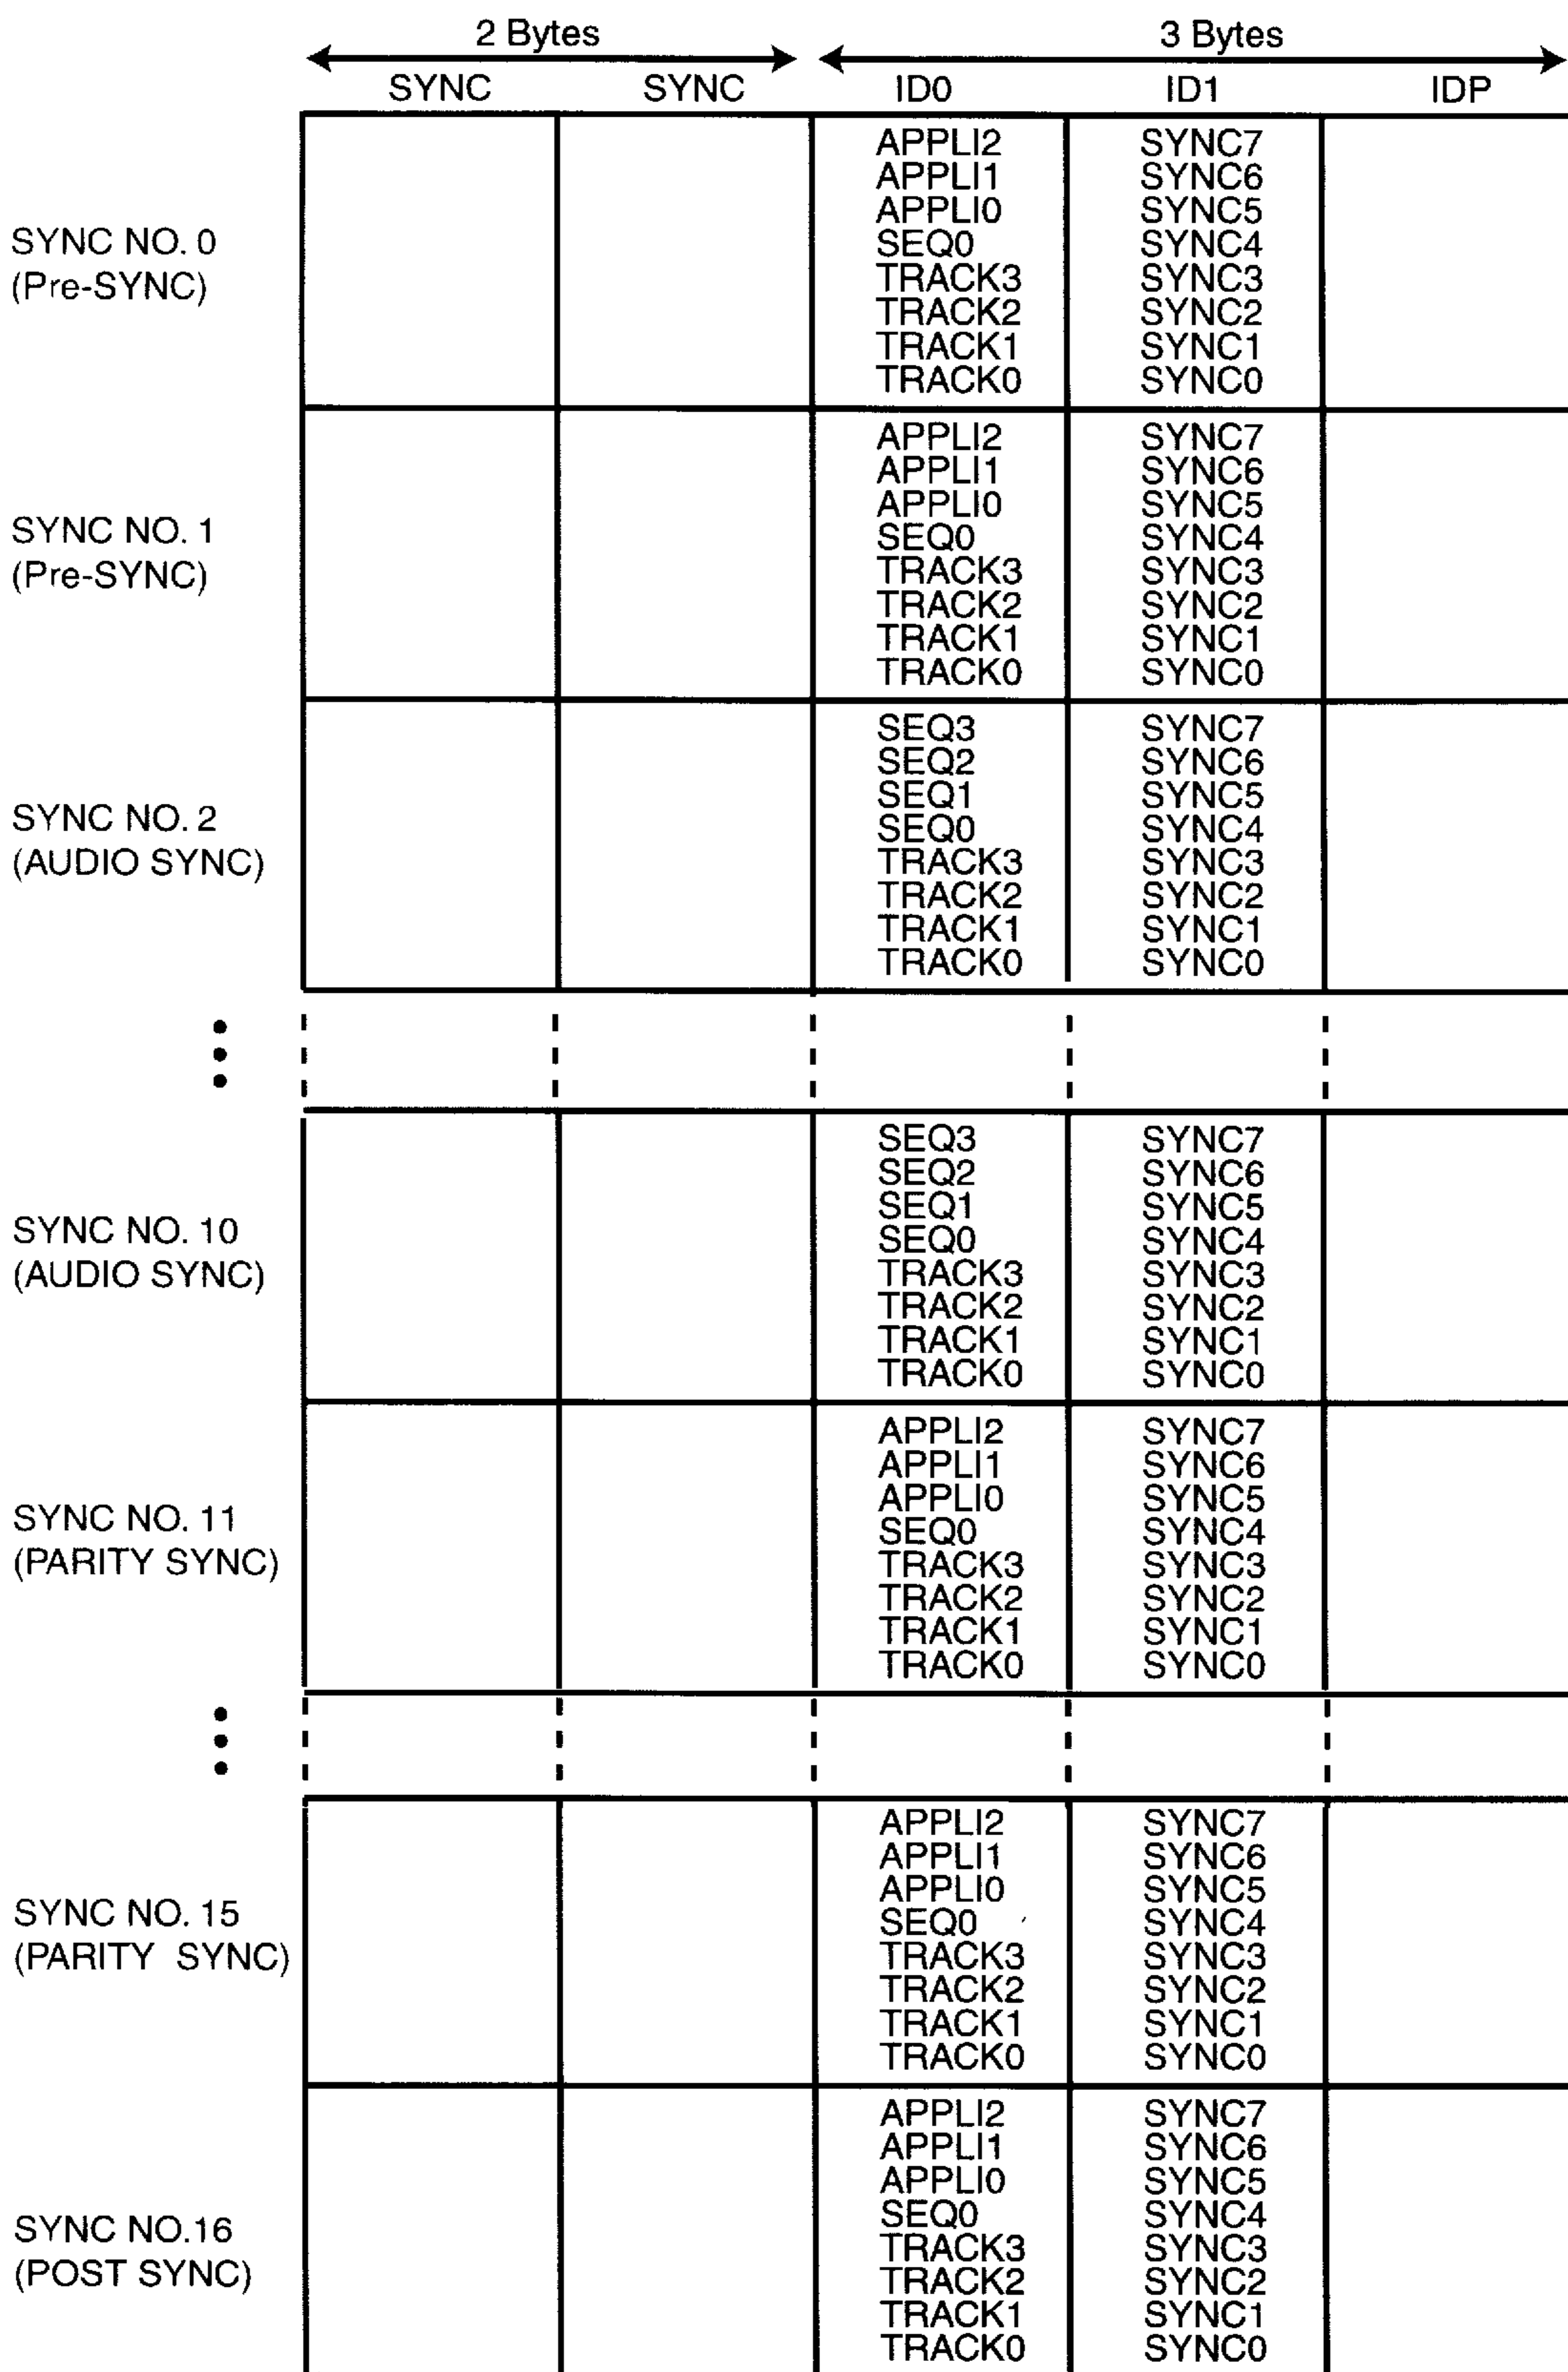 2 Bytes 3 Bytes
SYNC SYNC ID0 ID1 IDP
SYNC NO. 0
(Pre-SYNC)
APPLI2 SYNC7
APPLI1 SYNC6
APPLI0 SYNC5
SEQ0 SYNC4
TRACK3 SYNC3
TRACK2 SYNC2
TRACK1 SYNC1
TRACK0 SYNC0
SYNC NO. 1
(Pre-SYNC)
APPLI2 SYNC7
APPLI1 SYNC6
APPLI0 SYNC5
SEQ0 SYNC4
TRACK3 SYNC3
TRACK2 SYNC2
TRACK1 SYNC1
TRACK0 SYNC0
SYNC NO. 2
(AUDIO SYNC)
SEQ3 SYNC7
SEQ2 SYNC6
SEQ1 SYNC5
SEQ0 SYNC4
TRACK3 SYNC3
TRACK2 SYNC2
TRACK1 SYNC1
TRACK0 SYNC0
SYNC NO. 10
(AUDIO SYNC)
SEQ3 SYNC7
SEQ2 SYNC6
SEQ1 SYNC5
SEQ0 SYNC4
TRACK3 SYNC3
TRACK2 SYNC2
TRACK1 SYNC1
TRACK0 SYNC0
SYNC NO. 11
(PARITY SYNC)
APPLI2 SYNC7
APPLI1 SYNC6
APPLI0 SYNC5
SEQ0 SYNC4
TRACK3 SYNC3
TRACK2 SYNC2
TRACK1 SYNC1
TRACK0 SYNC0
SYNC NO. 15
(PARITY SYNC)
APPLI2 SYNC7
APPLI1 SYNC6
APPLI0 SYNC5
SEQ0 SYNC4
TRACK3 SYNC3
TRACK2 SYNC2
TRACK1 SYNC1
TRACK0 SYNC0
SYNC NO.16
(POST SYNC)
APPLI2 SYNC7
APPLI1 SYNC6
APPLI0 SYNC5
SEQ0 SYNC4
TRACK3 SYNC3
TRACK2 SYNC2
TRACK1 SYNC1
TRACK0 SYNC0